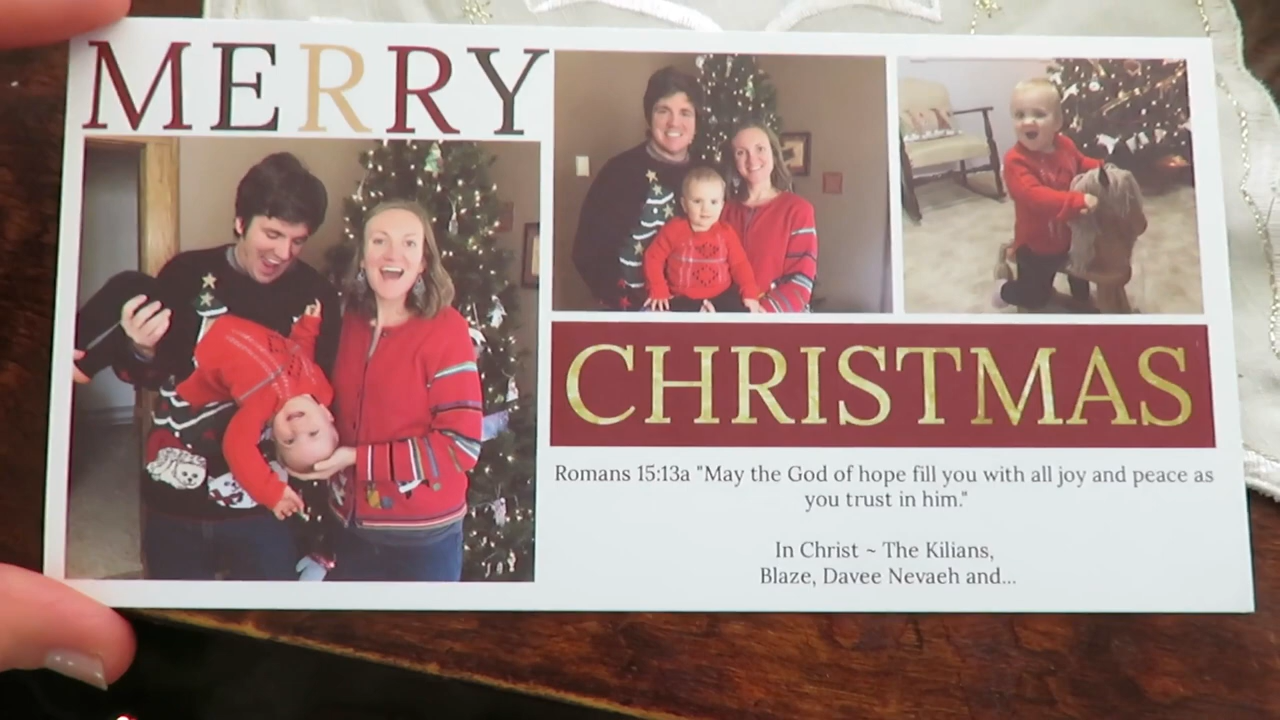 MERRY
CHRISTMAS
Romans 15:13a "May the God of hope fill you with all joy and peace as
you trust in him."
In Christ ~ The Kilians,
Blaze, Davee Nevaeh and...